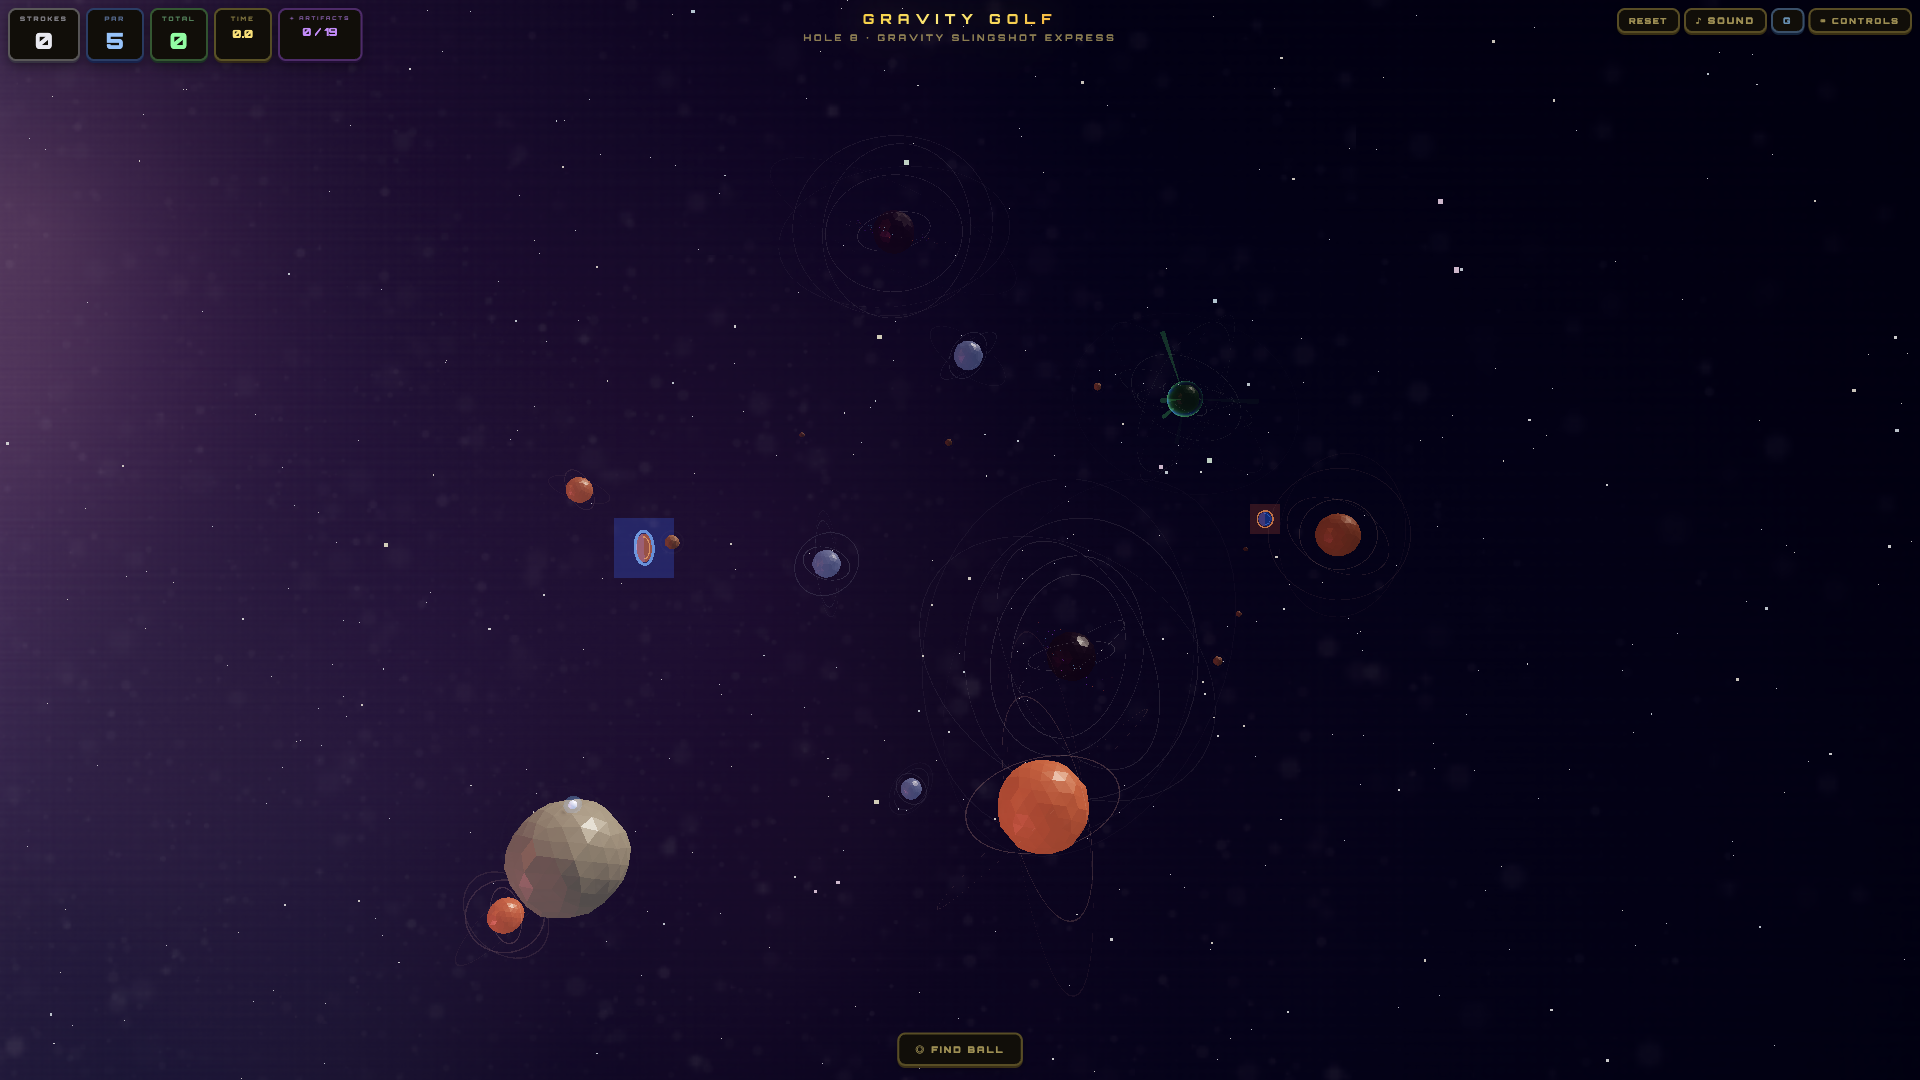 STROKES
0
PAR
5
TOTAL
0
TIME
0.0
✦ ARTIFACTS
0 / 19
GRAVITY GOLF
HOLE 8 · GRAVITY SLINGSHOT EXPRESS
RESET
♪ SOUND
G
CONTROLS
FIND BALL